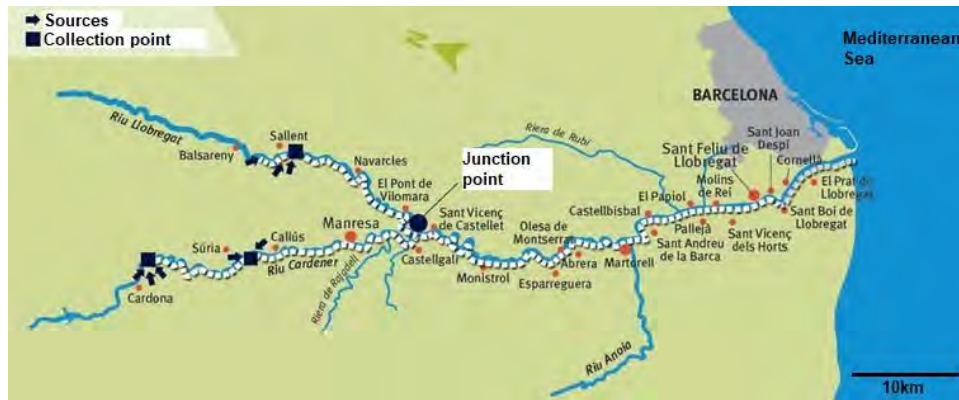 Sources
Collection point
N
Mediterranean
Sea
BARCELONA
Riu Llobregat
Balsareny
Sallent
Navarcles
El Pont de
Vilomara
Junction
point
Riera de Rubí
Sant Feliu de
Llobregat
Sant Joan
Despí
Cornellà
Molins
de Rei
El Papiol
Castellbisbal
El Prat de
Llobregat
Sant Boi de
Llobregat
Sant Vicenç
dels Horts
Pallejà
Sant Andreu
de la Barca
Martorell
Olesa de
Montserrat
Abrera
Esparreguera
Monistrol
Sant Vicenç
de Castellet
Castellgalí
Manresa
Riu Cardener
Callús
Súria
Cardona
Riera de Rajadell
Riu Anoia
10km